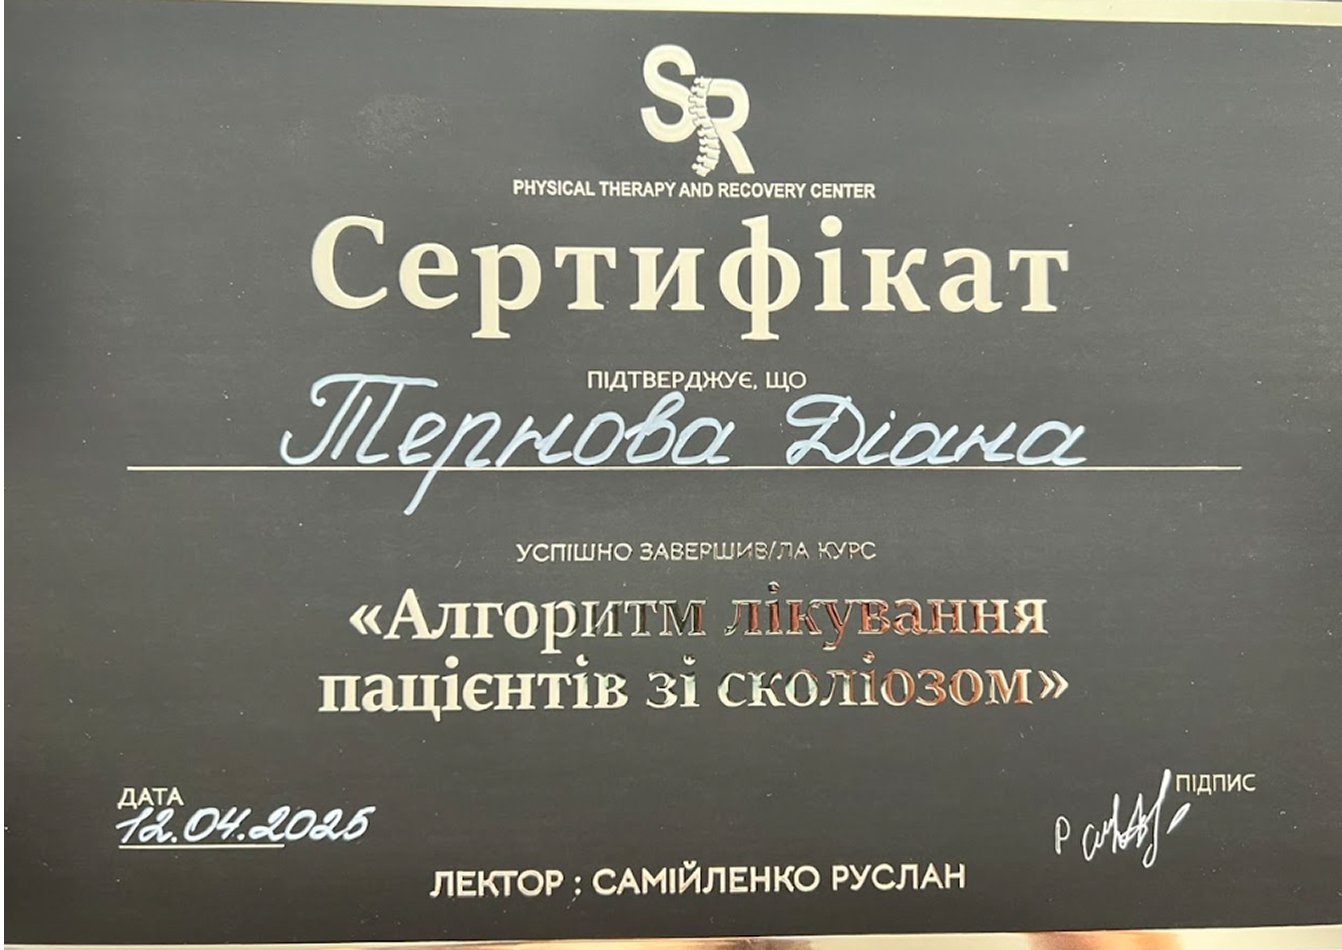 SR
PHYSICAL THERAPY AND RECOVERY CENTER
Сертифікат
ПІДТВЕРДЖУЄ, ЩО
Тернова Діана
УСПІШНО ЗАВЕРШИВ/ЛА КУРС
«Алгоритм лікування
пацієнтів зі сколіозом»
ДАТА
12.04.2025
ПІДПИС
ЛЕКТОР : САМІЙЛЕНКО РУСЛАН